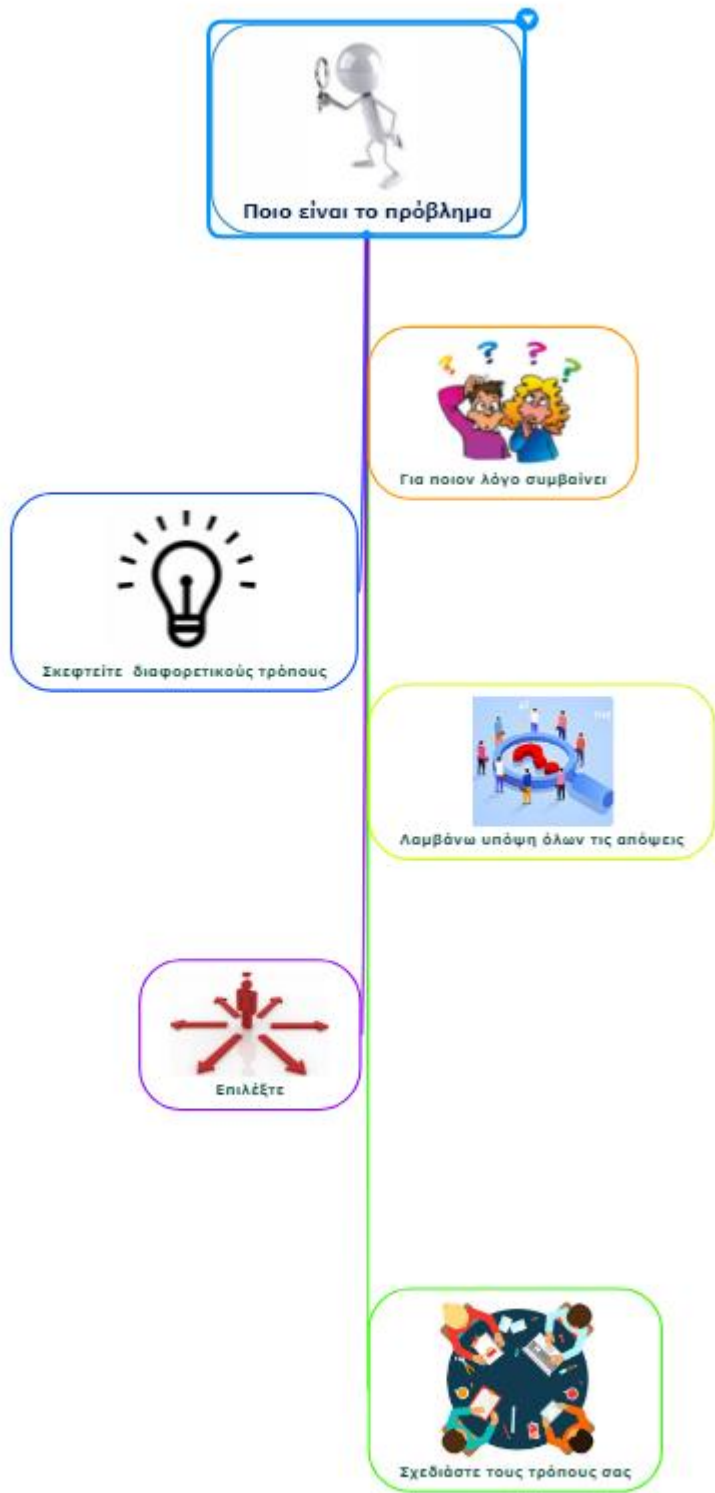 Ποιο είναι το πρόβλημα
Για ποιον λόγο συμβαίνει
Σκεφτείτε διαφορετικούς τρόπους
Λαμβάνω υπόψη όλων τις απόψεις
Επιλέξτε
Σχεδιάστε τους τρόπους σας